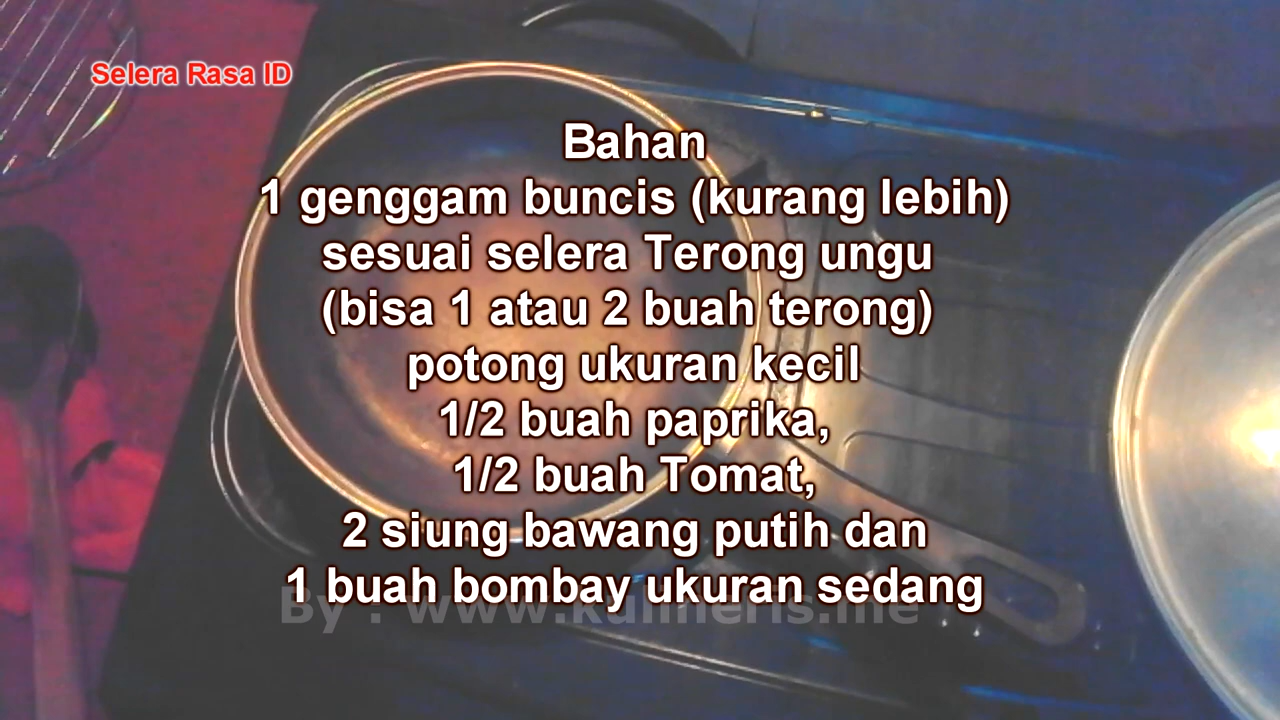 Selera Rasa ID
Bahan
1 genggam buncis (kurang lebih)
sesuai selera Terong ungu
(bisa 1 atau 2 buah terong)
potong ukuran kecil
1/2 buah paprika,
1/2 buah Tomat,
2 siung bawang putih dan
1 buah bombay ukuran sedang
By : www.kulineris.me